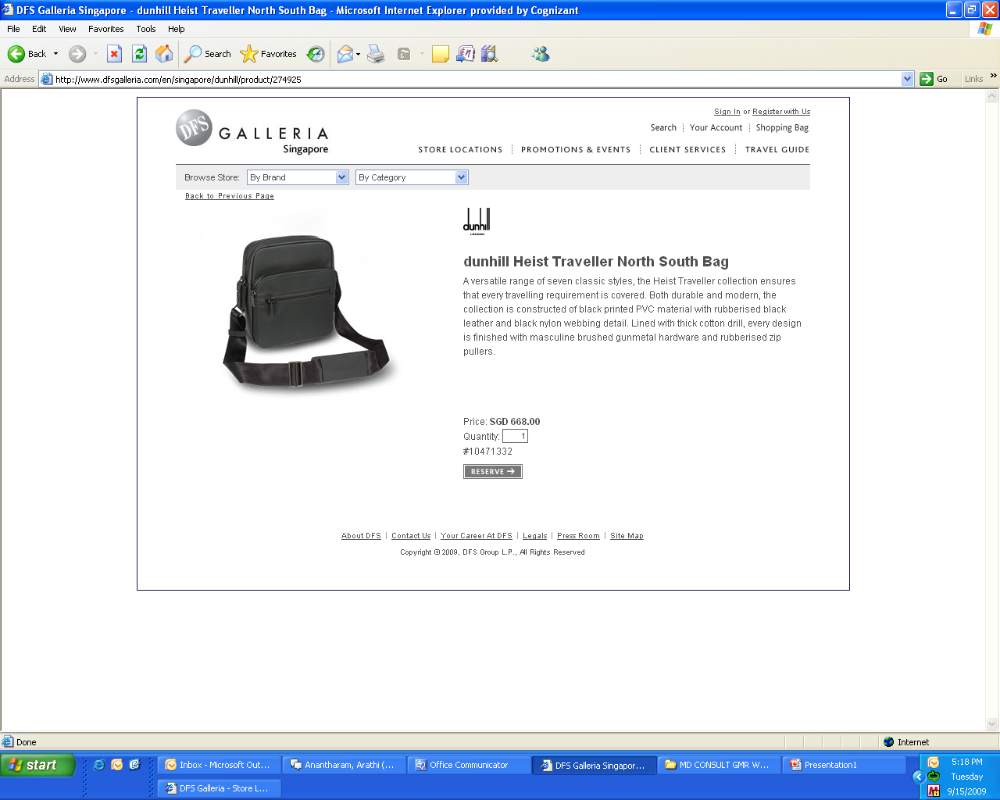 DFS Galleria Singapore - dunhill Heist Traveller North South Bag - Microsoft Internet Explorer provided by Cognizant
File Edit View Favorites Tools Help
Back Search Favorites
Address http://www.dfsgalleria.com/en/singapore/dunhill/product/274925 Go Links »
Sign In or Register with Us
DFS GALLERIA
Singapore
Search Your Account Shopping Bag
STORE LOCATIONS PROMOTIONS & EVENTS CLIENT SERVICES TRAVEL GUIDE
Browse Store: By Brand By Category
Back to Previous Page
dunhill
LONDON
dunhill Heist Traveller North South Bag
A versatile range of seven classic styles, the Heist Traveller collection ensures
that every travelling requirement is covered. Both durable and modern, the
collection is constructed of black printed PVC material with rubberised black
leather and black nylon webbing detail. Lined with thick cotton drill, every design
is finished with masculine brushed gunmetal hardware and rubberised zip
pullers.
Price: SGD 668.00
Quantity: 1
#10471332
RESERVE →
About DFS | Contact Us | Your Career At DFS | Legals | Press Room | Site Map
Copyright © 2009, DFS Group L.P., All Rights Reserved
Done Internet
start Inbox - Microsoft Out... Anantharam, Arathi (... Office Communicator DFS Galleria Singapor... MD CONSULT GMR W... Presentation1 5:18 PM
Tuesday
DFS Galleria - Store L... 9/15/2009